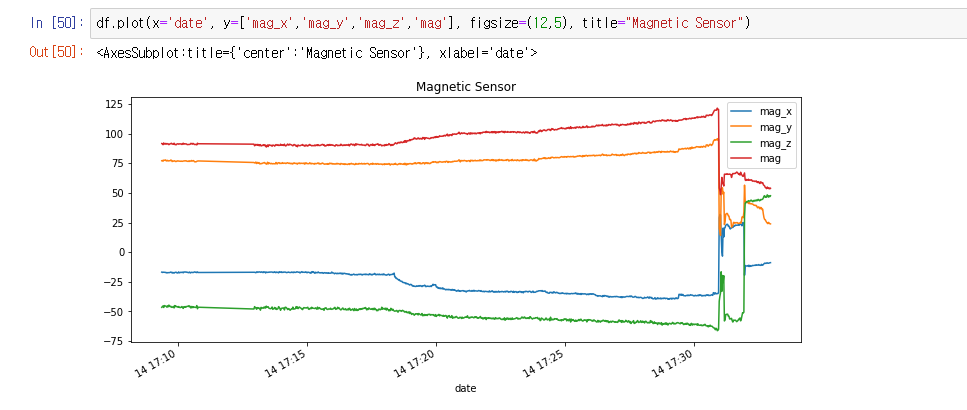 In [50]: df.plot(x='date', y=['mag_x','mag_y','mag_z','mag'], figsize=(12,5), title="Magnetic Sensor")
Out[50]: <AxesSubplot:title={'center':'Magnetic Sensor'}, xlabel='date'>
Magnetic Sensor
125
100
75
50
25
0
−25
−50
−75
mag_x
mag_y
mag_z
mag
14 17:10
14 17:15
14 17:20
14 17:25
14 17:30
date